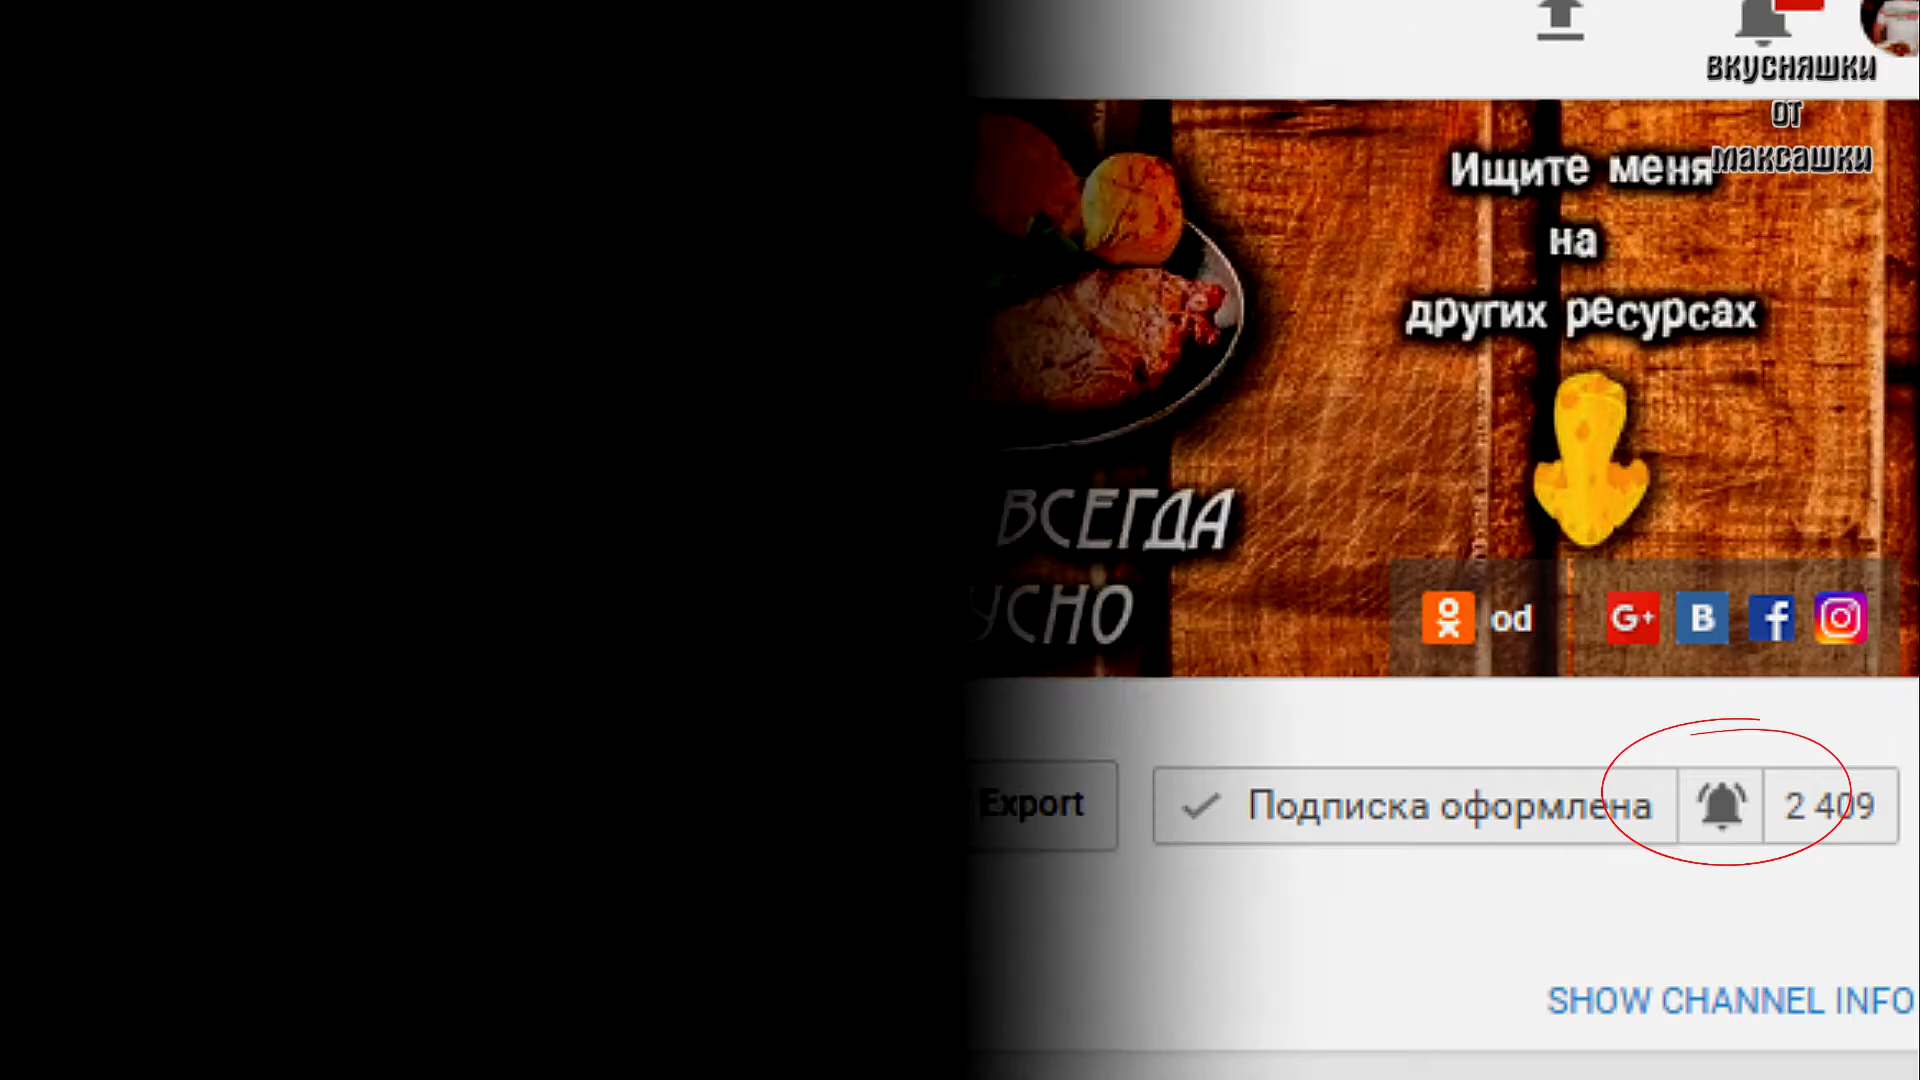 вкусняшки
от
максашки
Ищите меня
на
других ресурсах
ВСЕГДА
УСНО
od
G+ B f
Export
Подписка оформлена
2 409
SHOW CHANNEL INFO